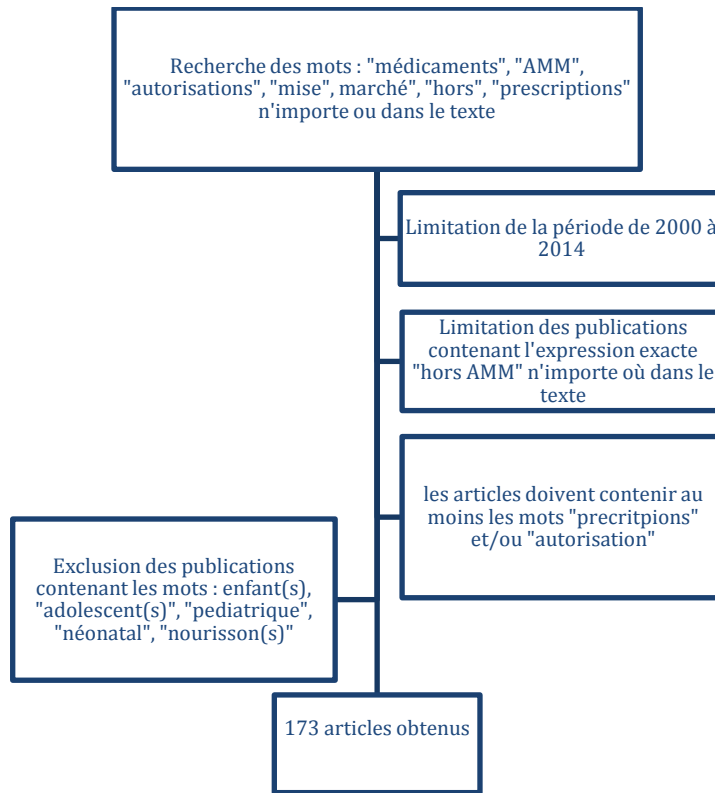 Recherche des mots : "médicaments", "AMM",
"autorisations", "mise", marché", "hors", "prescriptions"
n'importe ou dans le texte
Limitation de la période de 2000 à
2014
Limitation des publications
contenant l'expression exacte
"hors AMM" n'importe où dans le
texte
les articles doivent contenir au
moins les mots "precritpions"
et/ou "autorisation"
Exclusion des publications
contenant les mots : enfant(s),
"adolescent(s)", "pediatrique",
"néonatal", "nourisson(s)"
173 articles obtenus